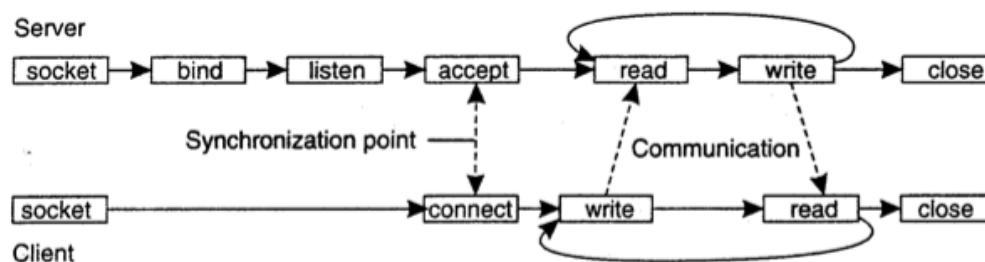 Server
socket bind listen accept read write close
Synchronization point
Communication
socket connect write read close
Client